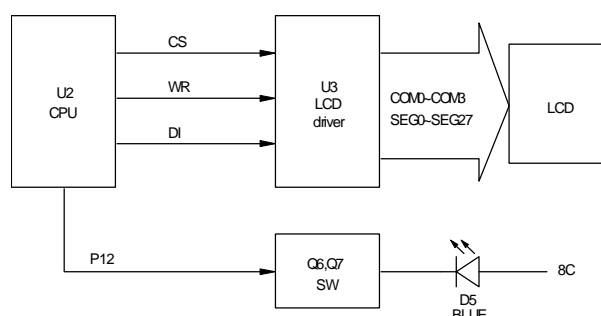 CS
U2
CPU
WR
DI
U3
LCD
driver
COM0~COM3
SEG0~SEG27
LCD
P12
Q6,Q7
SW
8C
D5
BLUE